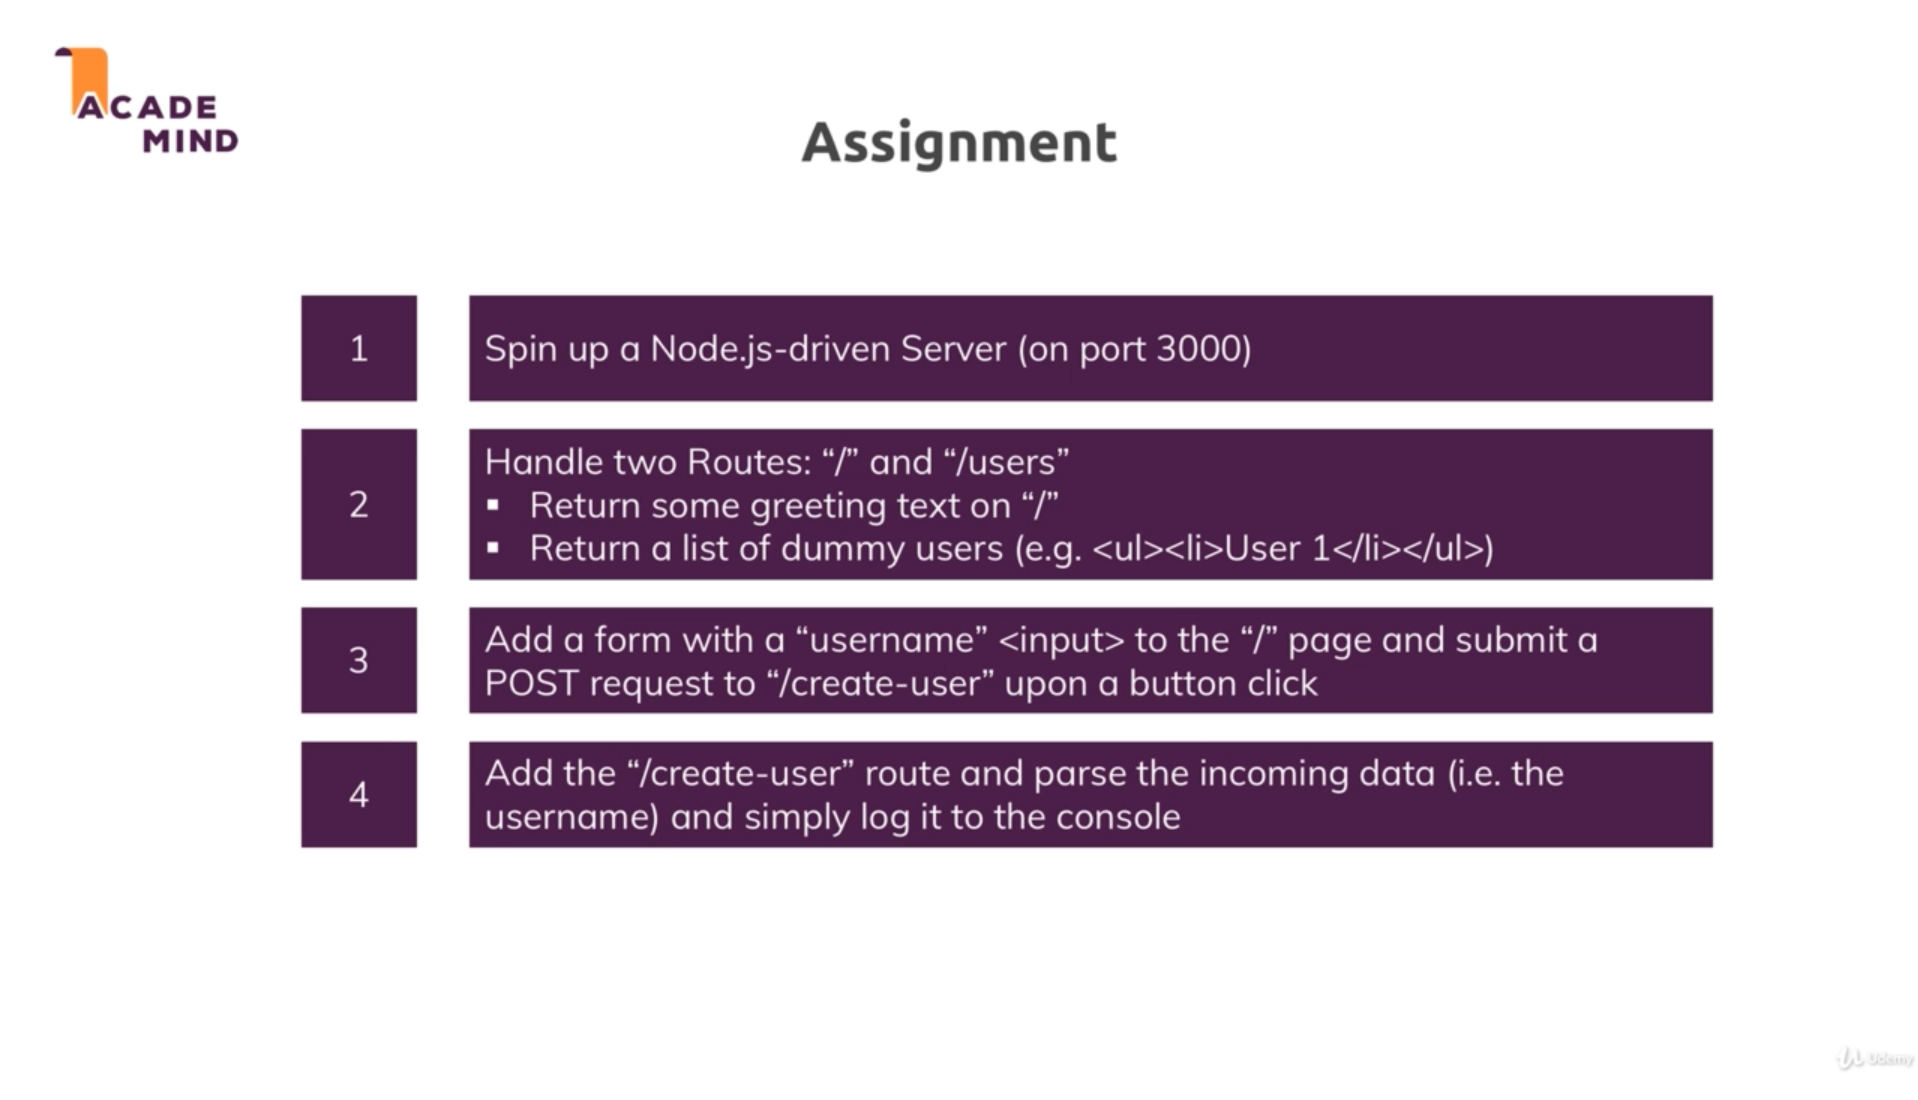 ACADE
MIND
Assignment
1
Spin up a Node.js-driven Server (on port 3000)
2
Handle two Routes: “/” and “/users”
▪ Return some greeting text on “/”
▪ Return a list of dummy users (e.g. <ul><li>User 1</li></ul>)
3
Add a form with a “username” <input> to the “/” page and submit a
POST request to “/create-user” upon a button click
4
Add the “/create-user” route and parse the incoming data (i.e. the
username) and simply log it to the console
Udemy